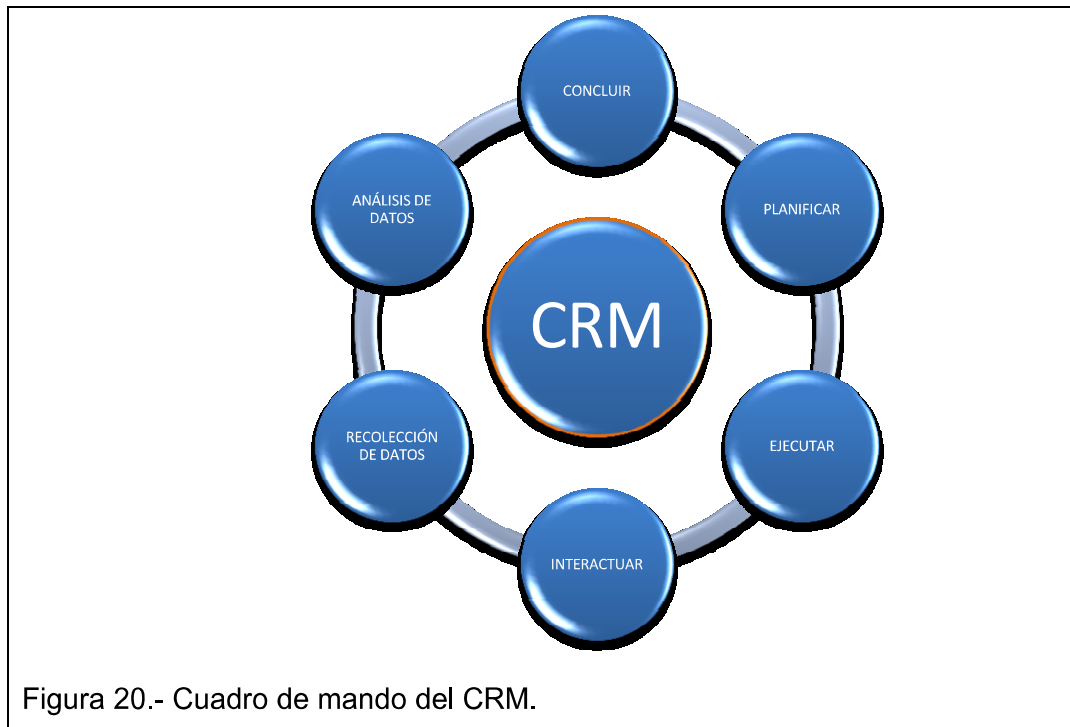 CONCLUIR
PLANIFICAR
EJECUTAR
INTERACTUAR
RECOLECCIÓN
DE DATOS
ANÁLISIS DE
DATOS
CRM
Figura 20.- Cuadro de mando del CRM.